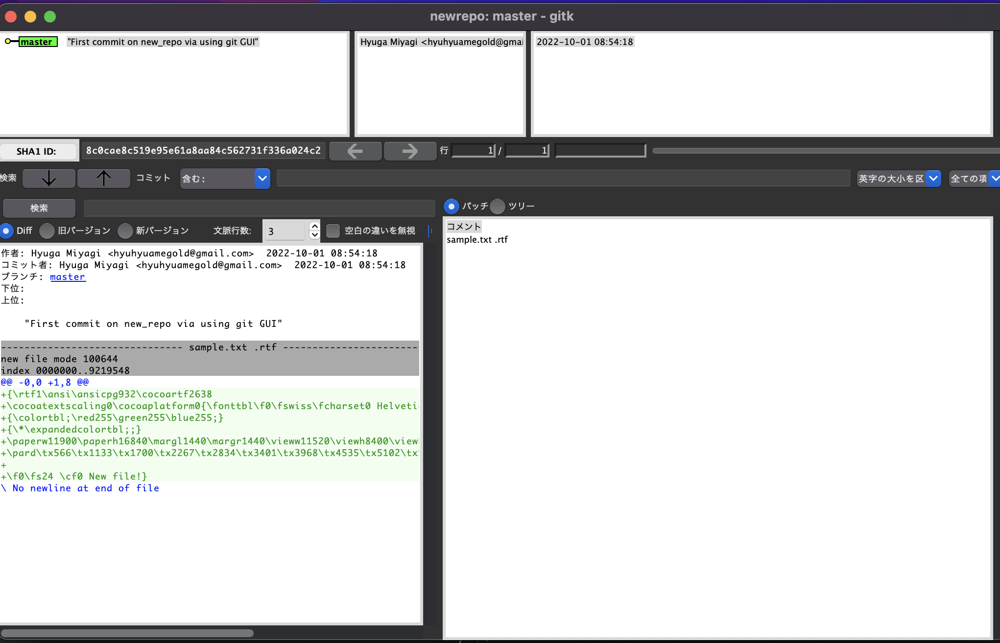 newrepo: master - gitk
master "First commit on new_repo via using git GUI"
Hyuga Miyagi <hyuhyuamegold@gmai
2022-10-01 08:54:18
SHA1 ID: 8c0cae8c519e95e61a8aa84c562731f336a024c2 行 1 / 1
検索 コミット 含む: 英字の大小を区 全ての項
検索
パッチ ツリー
Diff 旧バージョン 新バージョン 文脈行数: 3 空白の違いを無視
コメント
sample.txt .rtf
作者: Hyuga Miyagi <hyuhyuamegold@gmail.com>  2022-10-01 08:54:18
コミット者: Hyuga Miyagi <hyuhyuamegold@gmail.com>  2022-10-01 08:54:18
ブランチ: master
下位:
上位:
"First commit on new_repo via using git GUI"
------------------------------- sample.txt .rtf -----------------------
new file mode 100644
index 0000000..9219548
@@ -0,0 +1,8 @@
+{\rtf1\ansi\ansicpg932\cocoartf2638
+\cocoatextscaling0\cocoaplatform0{\fonttbl\f0\fswiss\fcharset0 Helveti
+{\colortbl;\red255\green255\blue255;}
+{\*\expandedcolortbl;;}
+\paperw11900\paperh16840\margl1440\margr1440\vieww11520\viewh8400\view
+\pard\tx566\tx1133\tx1700\tx2267\tx2834\tx3401\tx3968\tx4535\tx5102\tx
+
+\f0\fs24 \cf0 New file!}
\ No newline at end of file